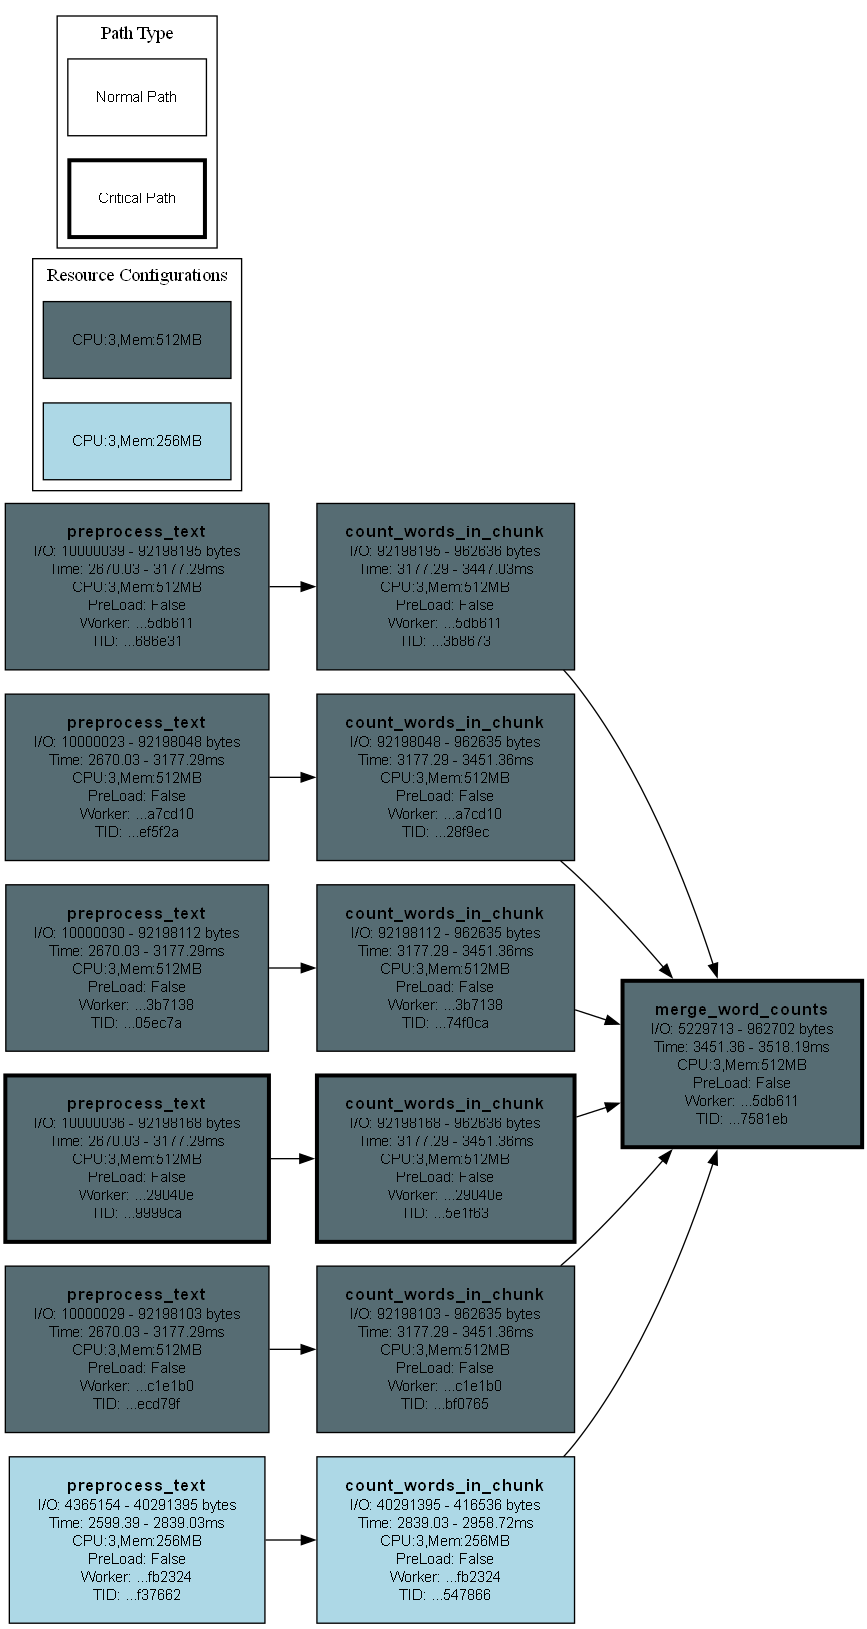 Path Type
Normal Path
Critical Path
Resource Configurations
CPU:3,Mem:512MB
CPU:3,Mem:256MB
preprocess_text
I/O: 10000039 - 92198195 bytes
Time: 2670.03 - 3177.29ms
CPU:3,Mem:512MB
PreLoad: False
Worker: ...5db611
TID: ...686e31
count_words_in_chunk
I/O: 92198195 - 962636 bytes
Time: 3177.29 - 3447.03ms
CPU:3,Mem:512MB
PreLoad: False
Worker: ...5db611
TID: ...3b8673
preprocess_text
I/O: 10000023 - 92198048 bytes
Time: 2670.03 - 3177.29ms
CPU:3,Mem:512MB
PreLoad: False
Worker: ...a7cd10
TID: ...ef5f2a
count_words_in_chunk
I/O: 92198048 - 962635 bytes
Time: 3177.29 - 3451.36ms
CPU:3,Mem:512MB
PreLoad: False
Worker: ...a7cd10
TID: ...28f9ec
preprocess_text
I/O: 10000030 - 92198112 bytes
Time: 2670.03 - 3177.29ms
CPU:3,Mem:512MB
PreLoad: False
Worker: ...3b7138
TID: ...05ec7a
count_words_in_chunk
I/O: 92198112 - 962635 bytes
Time: 3177.29 - 3451.36ms
CPU:3,Mem:512MB
PreLoad: False
Worker: ...3b7138
TID: ...74f0ca
merge_word_counts
I/O: 5229713 - 962702 bytes
Time: 3451.36 - 3518.19ms
CPU:3,Mem:512MB
PreLoad: False
Worker: ...5db611
TID: ...7581eb
preprocess_text
I/O: 10000036 - 92198168 bytes
Time: 2670.03 - 3177.29ms
CPU:3,Mem:512MB
PreLoad: False
Worker: ...29040e
TID: ...9999ca
count_words_in_chunk
I/O: 92198168 - 962636 bytes
Time: 3177.29 - 3451.36ms
CPU:3,Mem:512MB
PreLoad: False
Worker: ...29040e
TID: ...5e1f63
preprocess_text
I/O: 10000029 - 92198103 bytes
Time: 2670.03 - 3177.29ms
CPU:3,Mem:512MB
PreLoad: False
Worker: ...c1e1b0
TID: ...ecd79f
count_words_in_chunk
I/O: 92198103 - 962635 bytes
Time: 3177.29 - 3451.36ms
CPU:3,Mem:512MB
PreLoad: False
Worker: ...c1e1b0
TID: ...bf0765
preprocess_text
I/O: 4365154 - 40291395 bytes
Time: 2599.39 - 2839.03ms
CPU:3,Mem:256MB
PreLoad: False
Worker: ...fb2324
TID: ...f37662
count_words_in_chunk
I/O: 40291395 - 416536 bytes
Time: 2839.03 - 2958.72ms
CPU:3,Mem:256MB
PreLoad: False
Worker: ...fb2324
TID: ...547866